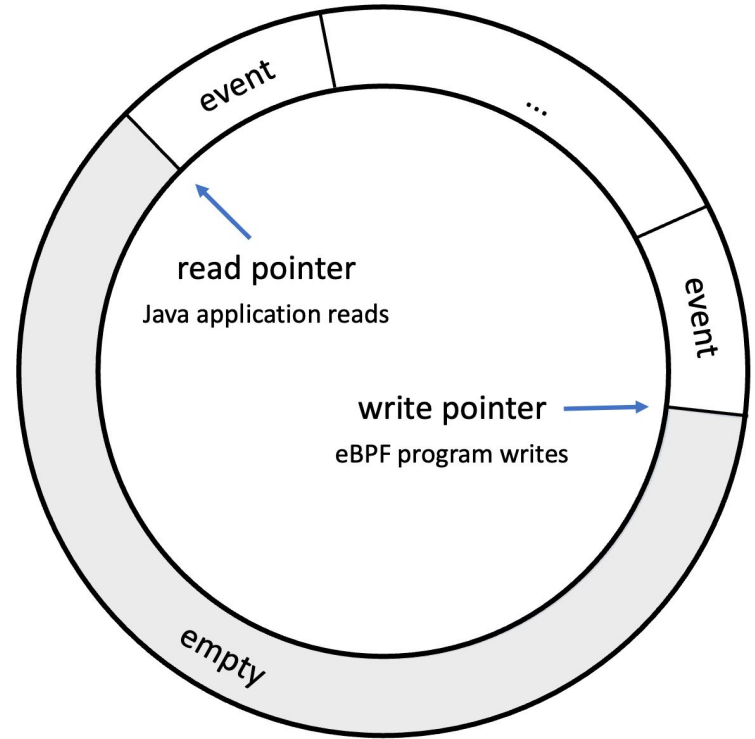 event
...
event
read pointer
Java application reads
write pointer
eBPF program writes
empty